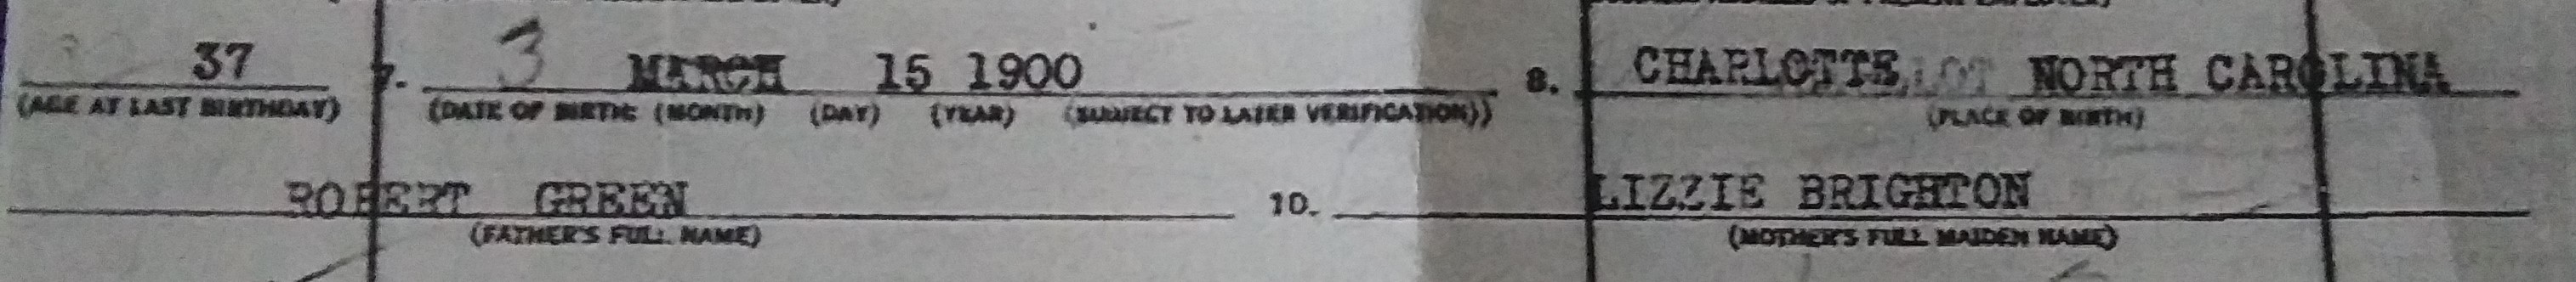 37 7. 3 MARCH 15 1900 8. CHARLOTTE, NORTH CAROLINA
(AGE AT LAST BIRTHDAY) (DATE OF BIRTH: (MONTH) (DAY) (YEAR) (SUBJECT TO LATER VERIFICATION)) (PLACE OF BIRTH)
ROBERT GREEN 10. LIZZIE BRIGHTON
(FATHER'S FULL NAME) (MOTHER'S FULL MAIDEN NAME)